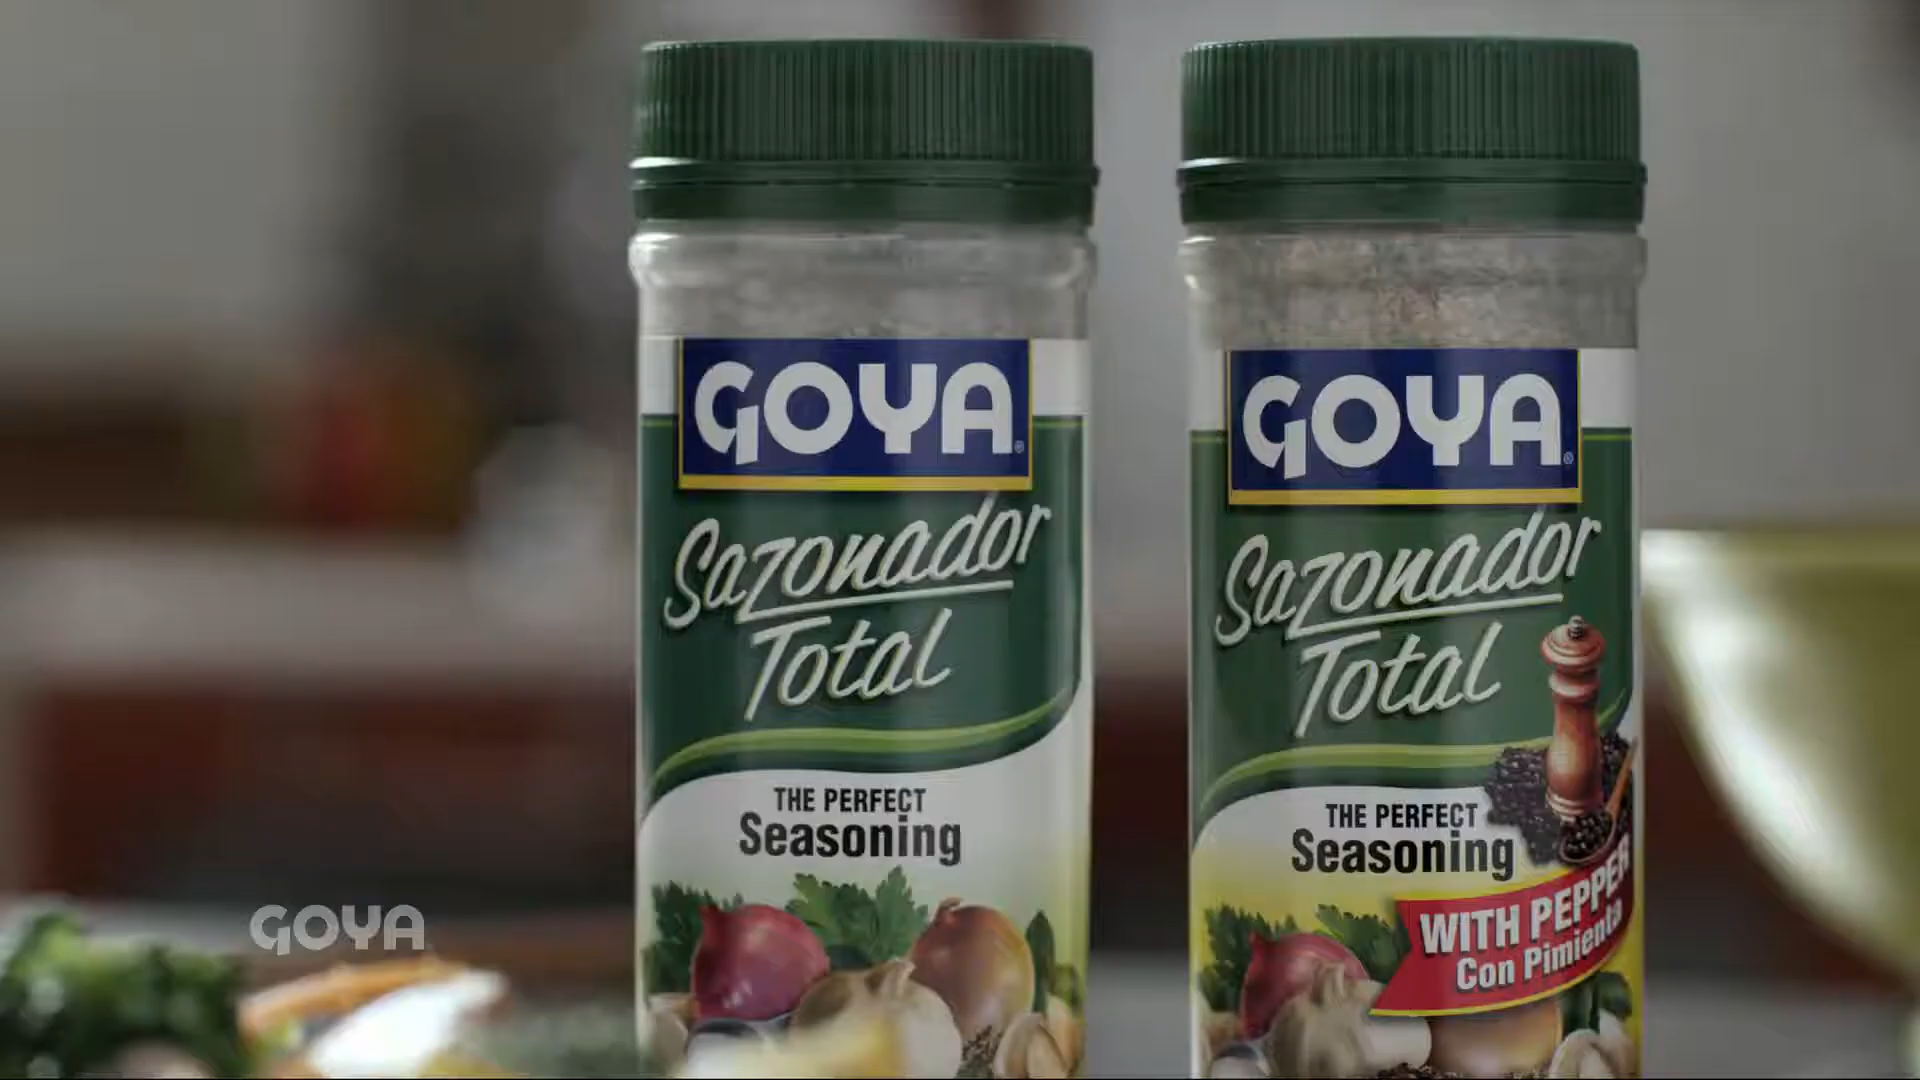 GOYA®
Sazonador
Total
THE PERFECT
Seasoning
GOYA®
Sazonador
Total
THE PERFECT
Seasoning
WITH PEPPER
Con Pimienta
GOYA